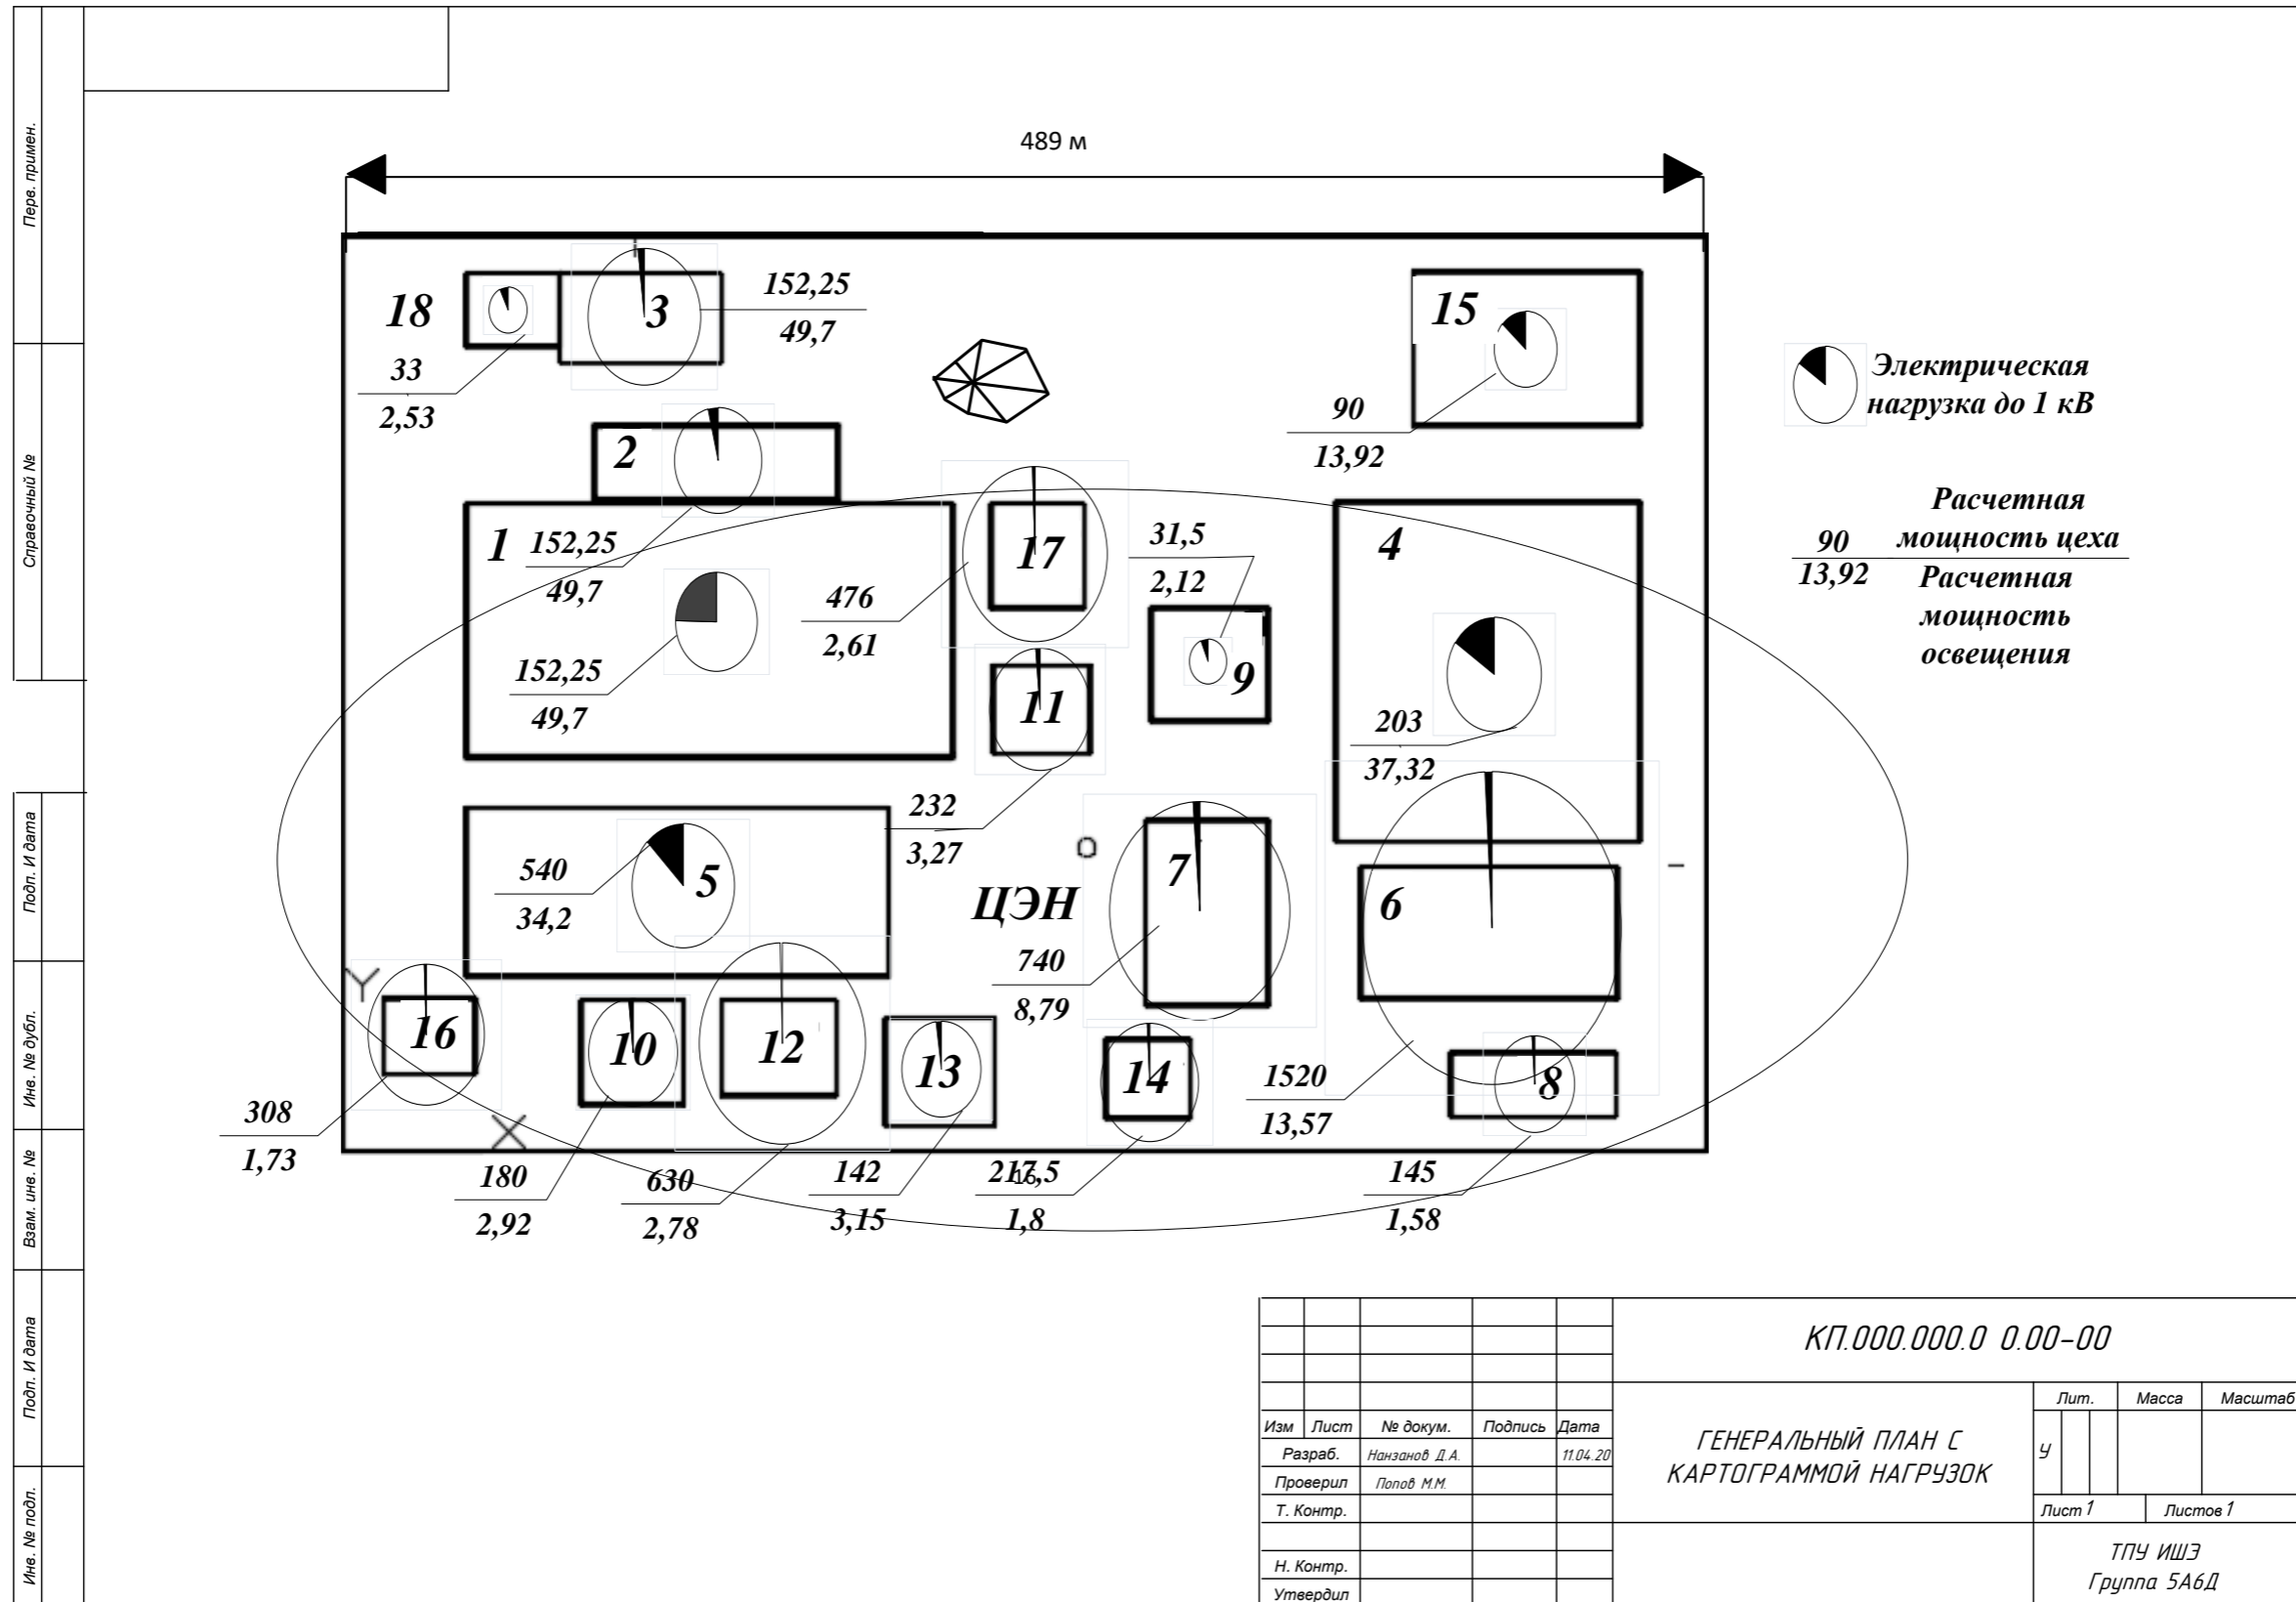 489 м
18
3
152,25
49,7
33
2,53
15
90
13,92
Электрическая
нагрузка до 1 кВ
2
1
152,25
49,7
152,25
49,7
476
2,61
17
31,5
2,12
9
4
203
37,32
90
13,92
Расчетная
мощность цеха
Расчетная
мощность
освещения
11
232
3,27
540
34,2
5
ЦЭН
О
7
740
8,79
6
1520
13,57
Y
X
16
308
1,73
10
180
2,92
12
630
2,78
13
142
3,15
14
217,5
1,8
8
145
1,58
Перв. примен.
Справочный №
Подп. И дата
Инв. № дубл.
Взам. инв. №
Подп. И дата
Инв. № подл.
КП.000.000.0 0.00-00
Изм Лист № докум. Подпись Дата
Разраб. Нанзанов Д.А. 11.04.20
Проверил Попов М.М.
Т. Контр.
Н. Контр.
Утвердил
ГЕНЕРАЛЬНЫЙ ПЛАН С
КАРТОГРАММОЙ НАГРУЗОК
Лит. Масса Масштаб
У
Лист 1 Листов 1
ТПУ ИШЭ
Группа 5А6Д